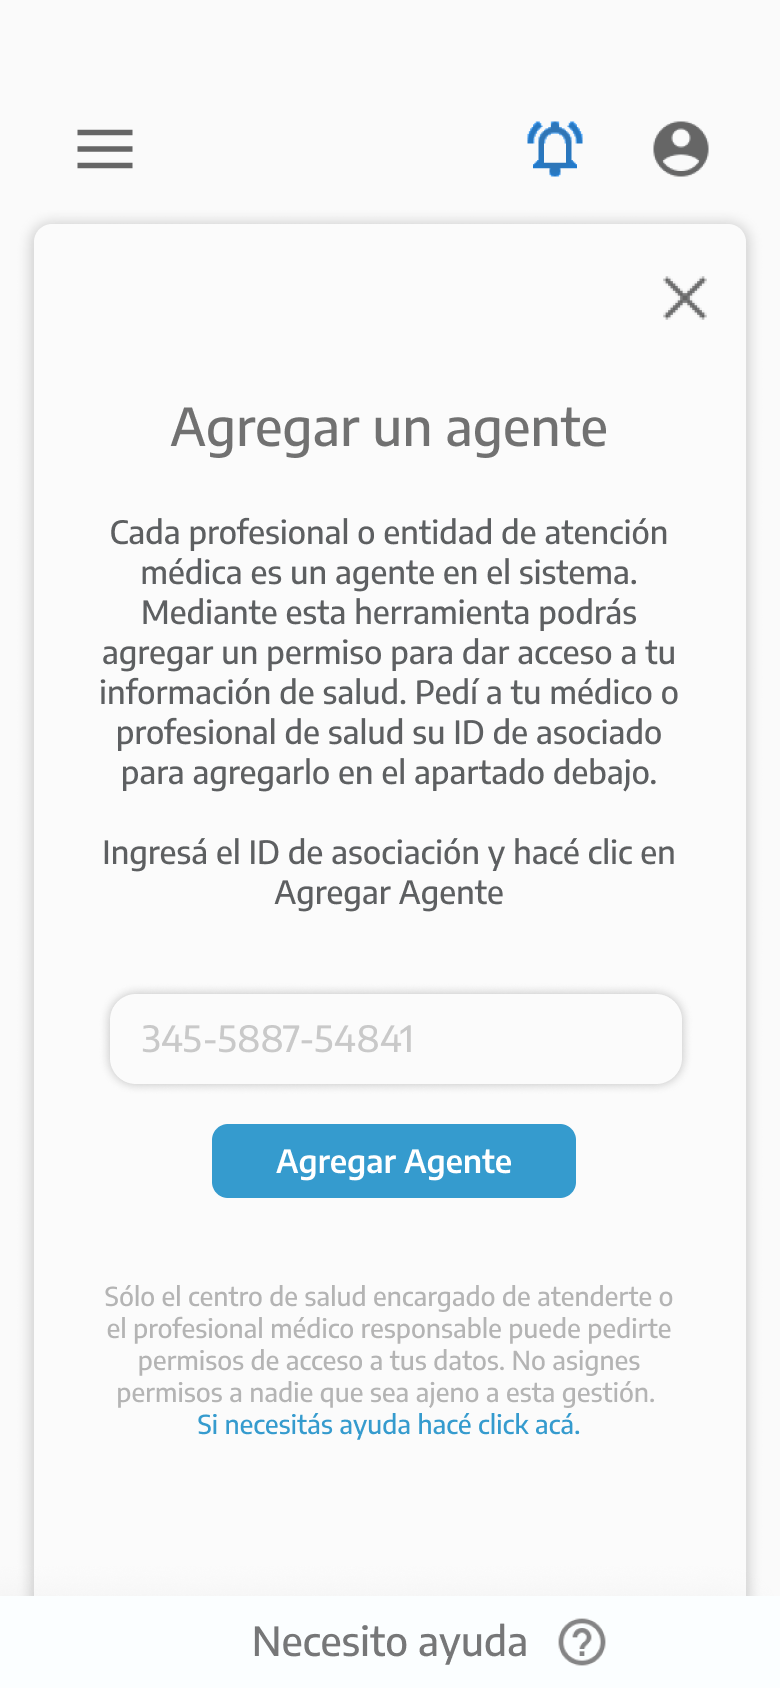 Agregar un agente
Cada profesional o entidad de atención
médica es un agente en el sistema.
Mediante esta herramienta podrás
agregar un permiso para dar acceso a tu
información de salud. Pedí a tu médico o
profesional de salud su ID de asociado
para agregarlo en el apartado debajo.
Ingresá el ID de asociación y hacé clic en
Agregar Agente
345-5887-54841
Agregar Agente
Sólo el centro de salud encargado de atenderte o
el profesional médico responsable puede pedirte
permisos de acceso a tus datos. No asignes
permisos a nadie que sea ajeno a esta gestión.
Si necesitás ayuda hacé click acá.
Necesito ayuda